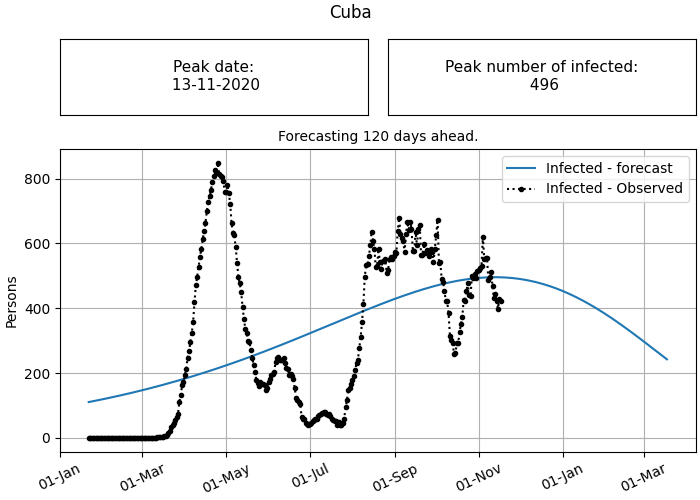 Cuba
Peak date:
13-11-2020
Peak number of infected:
496
Forecasting 120 days ahead.
Infected - forecast
Infected - Observed
Persons
800
600
400
200
0
01-Jan
01-Mar
01-May
01-Jul
01-Sep
01-Nov
01-Jan
01-Mar